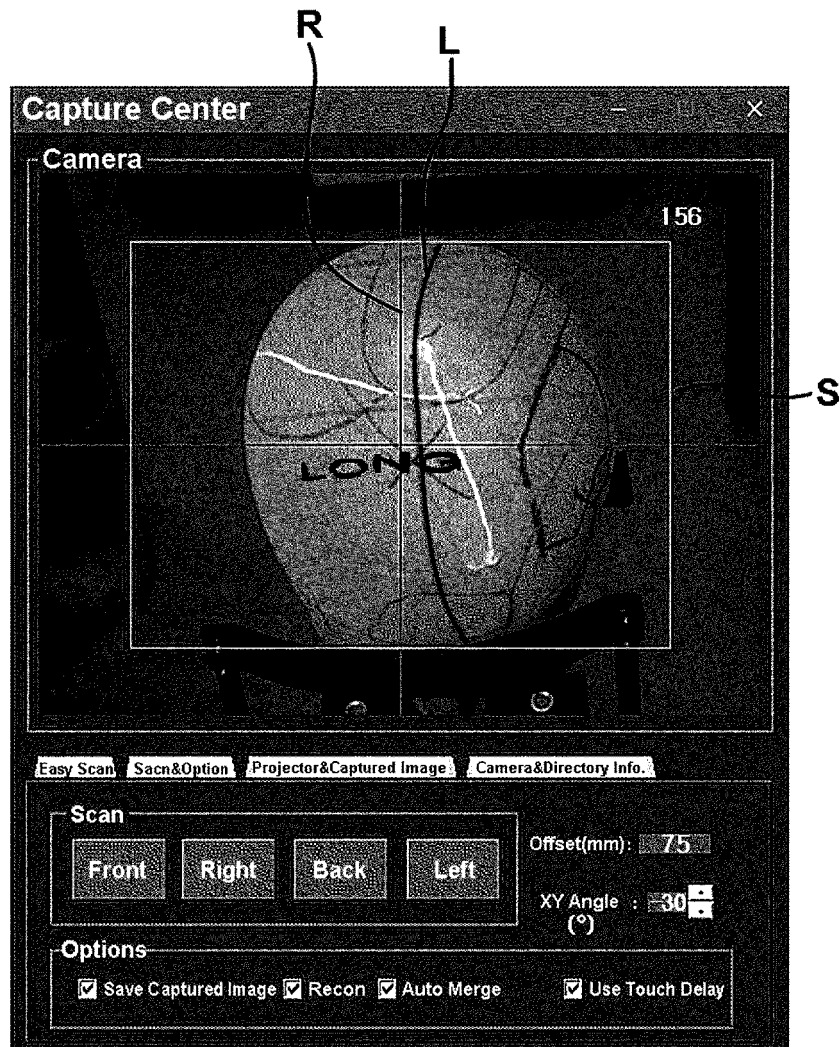 R L
Capture Center
Camera
156
S
LONG
Easy Scan Sacn&Option Projector&Captured Image Camera&Directory Info.
Scan
Front Right Back Left
Offset(mm): 75
XY Angle (°) : -30
Options
Save Captured Image Recon Auto Merge Use Touch Delay